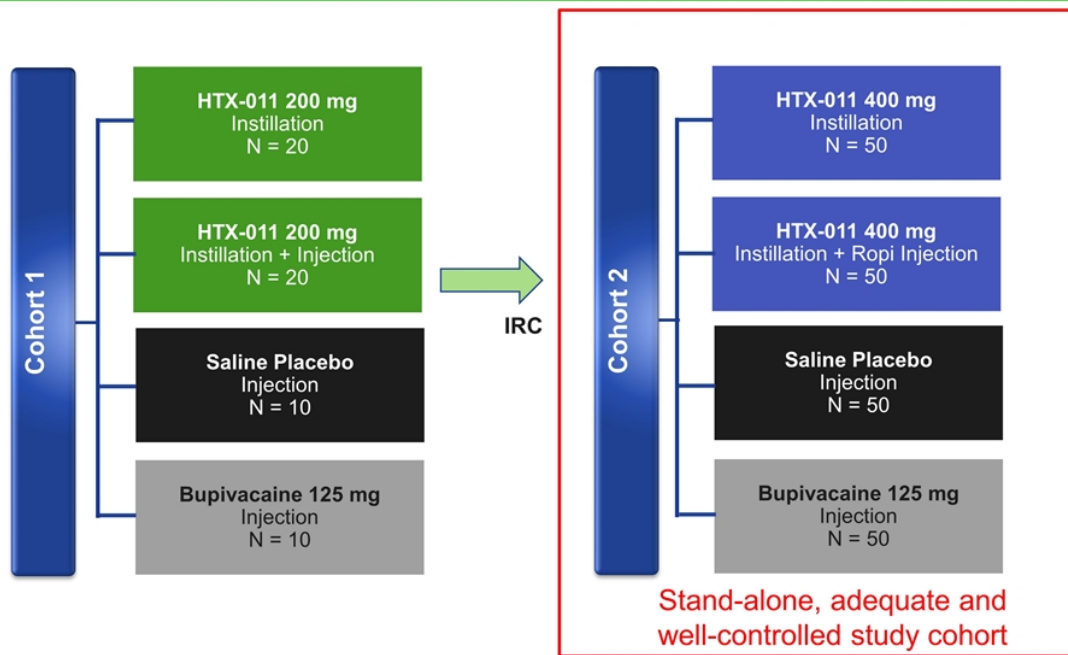 Cohort 1
HTX-011 200 mg
Instillation
N = 20
HTX-011 200 mg
Instillation + Injection
N = 20
Saline Placebo
Injection
N = 10
Bupivacaine 125 mg
Injection
N = 10
IRC
Cohort 2
HTX-011 400 mg
Instillation
N = 50
HTX-011 400 mg
Instillation + Ropi Injection
N = 50
Saline Placebo
Injection
N = 50
Bupivacaine 125 mg
Injection
N = 50
Stand-alone, adequate and
well-controlled study cohort